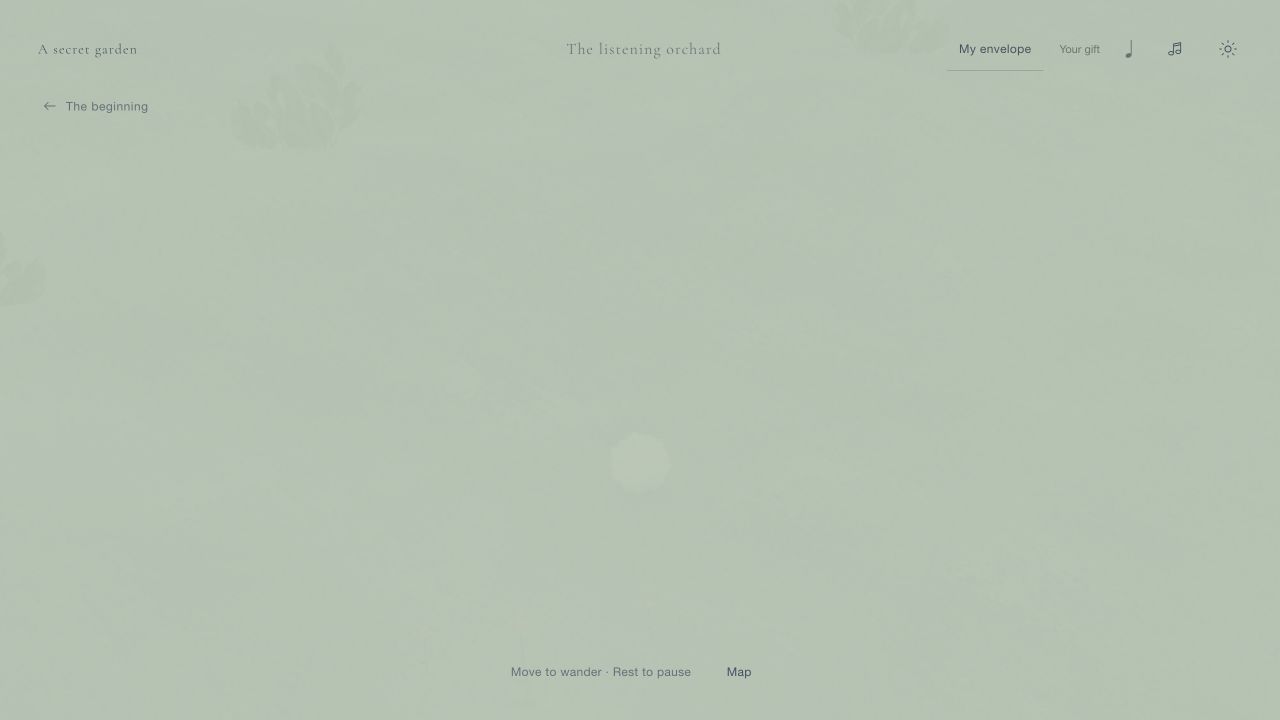 A secret garden
The listening orchard
My envelope
Your gift
The beginning
Move to wander · Rest to pause
Map